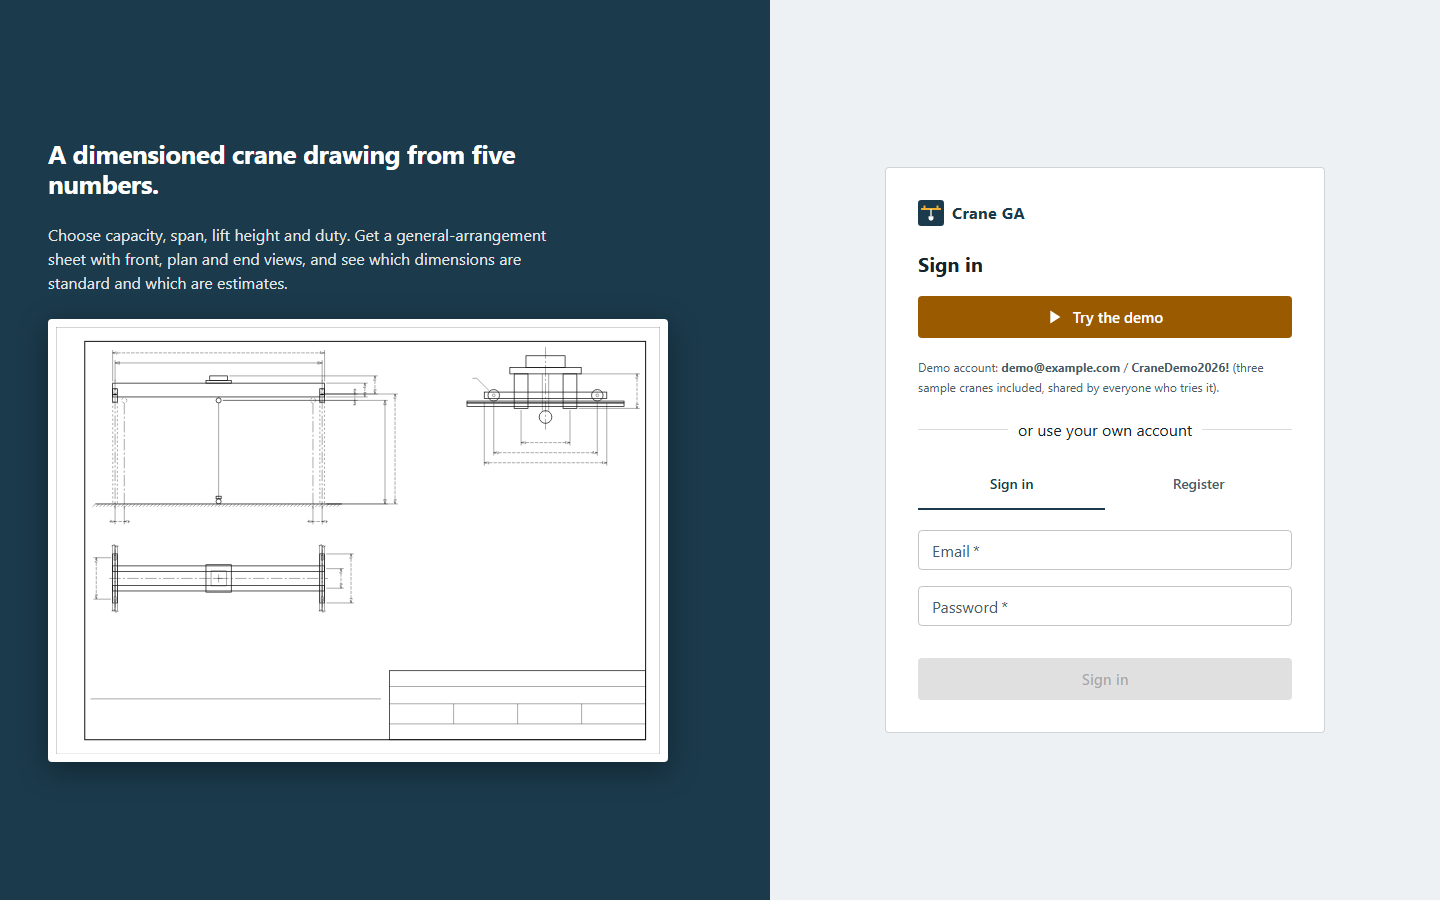 A dimensioned crane drawing from five
numbers.
Choose capacity, span, lift height and duty. Get a general-arrangement
sheet with front, plan and end views, and see which dimensions are
standard and which are estimates.
Crane GA
Sign in
Try the demo
Demo account: demo@example.com / CraneDemo2026! (three
sample cranes included, shared by everyone who tries it).
or use your own account
Sign in
Register
Email *
Password *
Sign in